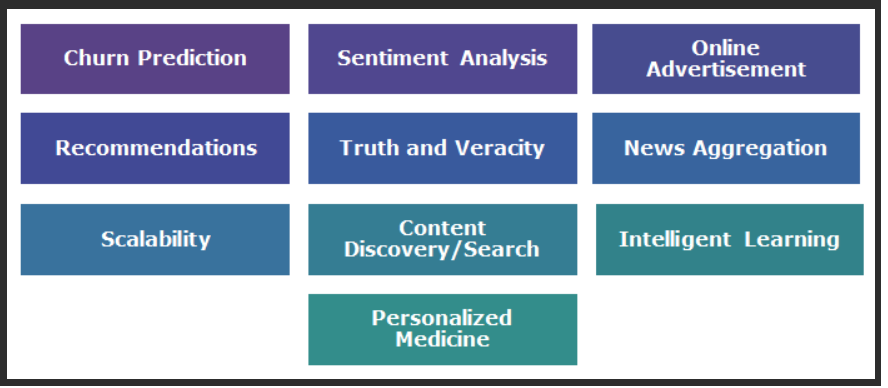 Churn Prediction
Sentiment Analysis
Online
Advertisement
Recommendations
Truth and Veracity
News Aggregation
Scalability
Content
Discovery/Search
Intelligent Learning
Personalized
Medicine